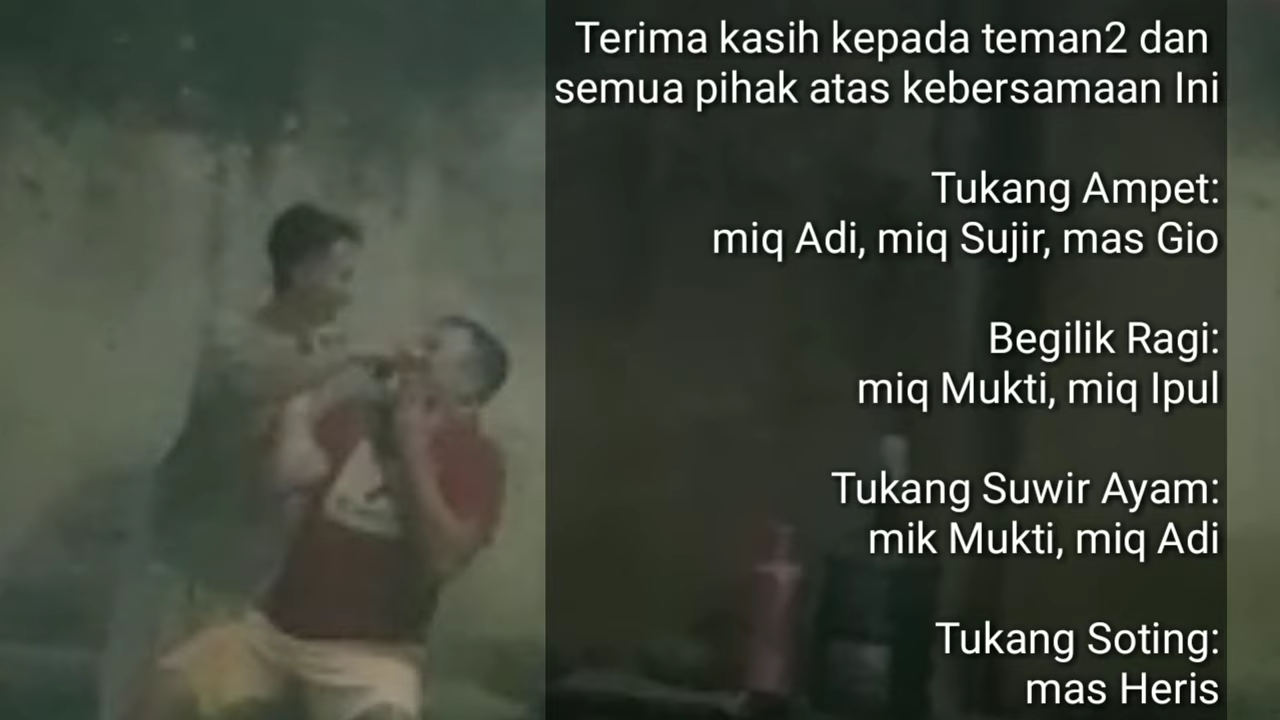 Terima kasih kepada teman2 dan
semua pihak atas kebersamaan Ini
Tukang Ampet:
miq Adi, miq Sujir, mas Gio
Begilik Ragi:
miq Mukti, miq Ipul
Tukang Suwir Ayam:
mik Mukti, miq Adi
Tukang Soting:
mas Heris